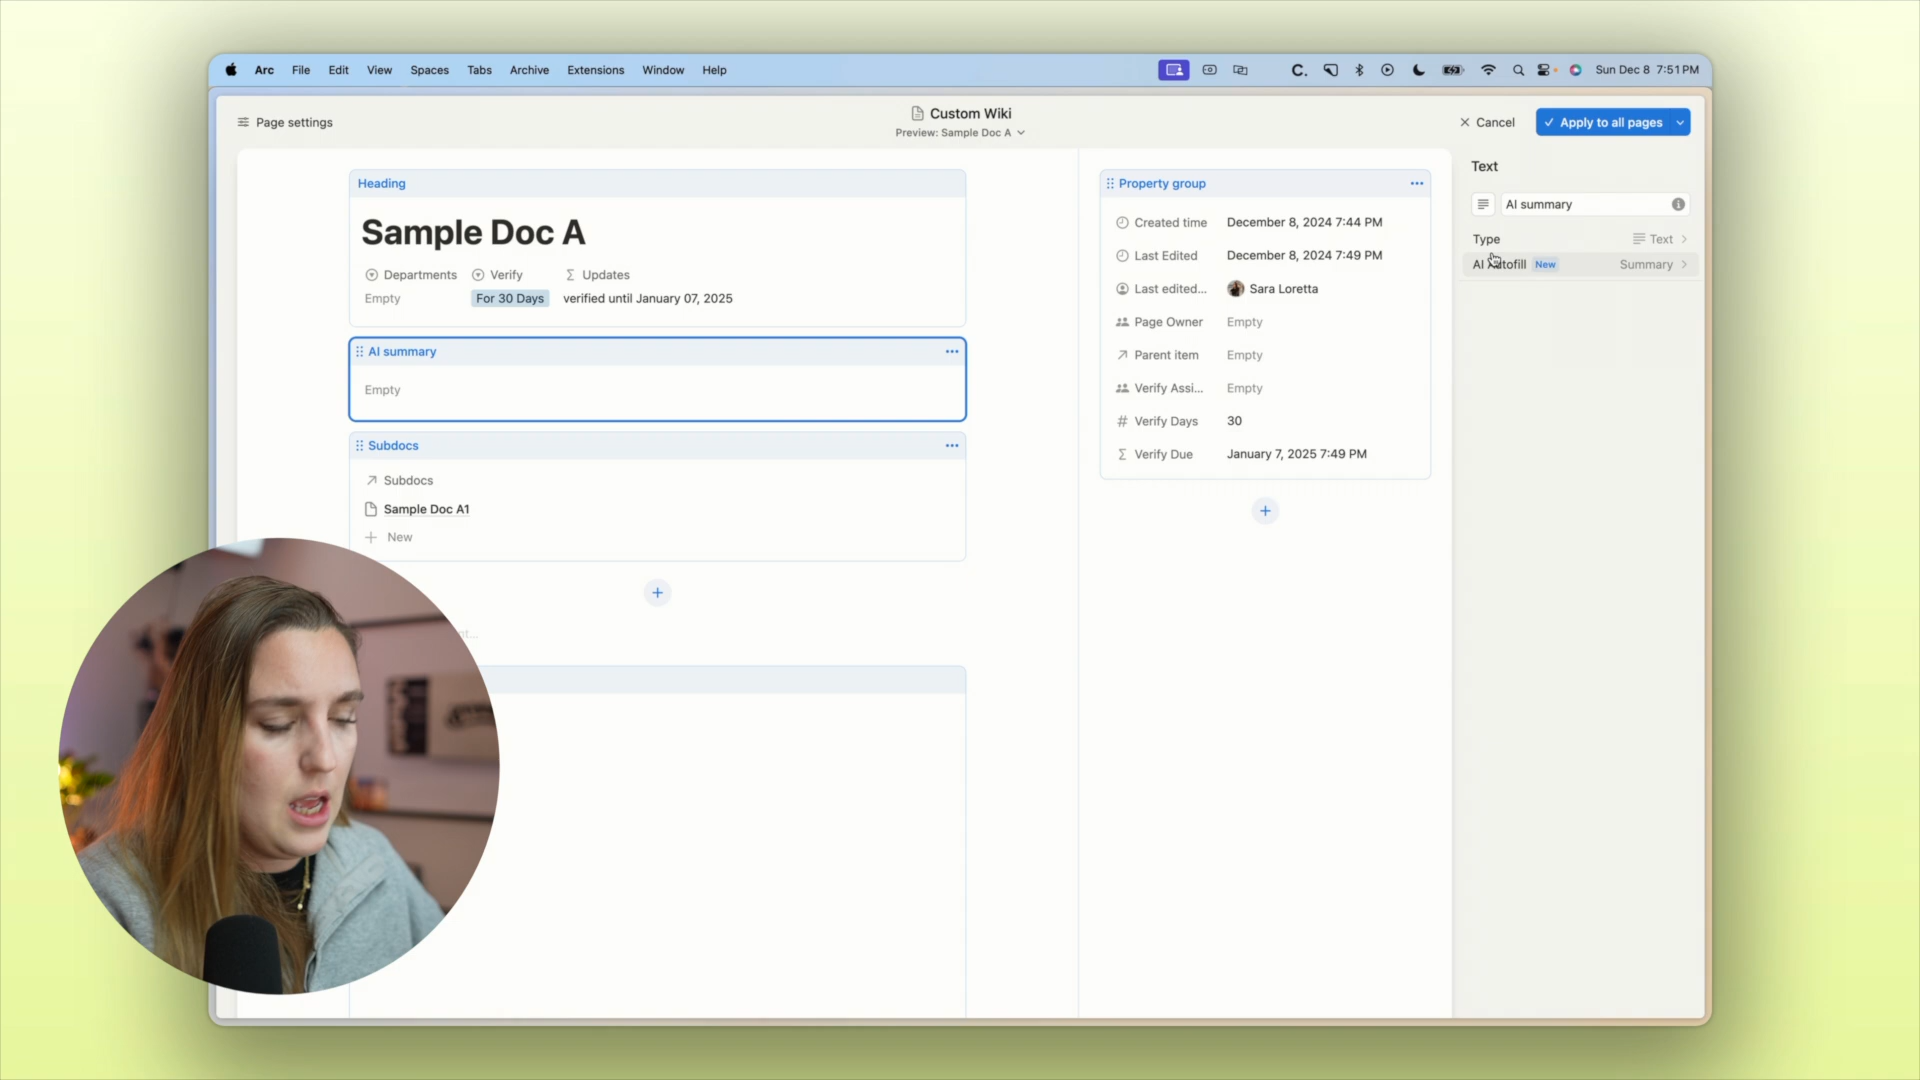 Arc File Edit View Spaces Tabs Archive Extensions Window Help
Sun Dec 8 7:51 PM
Page settings
Custom Wiki
Preview: Sample Doc A
Cancel
Apply to all pages
Heading
Sample Doc A
Departments Verify Updates
Empty For 30 Days verified until January 07, 2025
AI summary
Empty
Subdocs
Subdocs
Sample Doc A1
New
Property group
Created time December 8, 2024 7:44 PM
Last Edited December 8, 2024 7:49 PM
Last edited... Sara Loretta
Page Owner Empty
Parent item Empty
Verify Assi... Empty
Verify Days 30
Verify Due January 7, 2025 7:49 PM
Text
AI summary
Type Text
AI Autofill New Summary